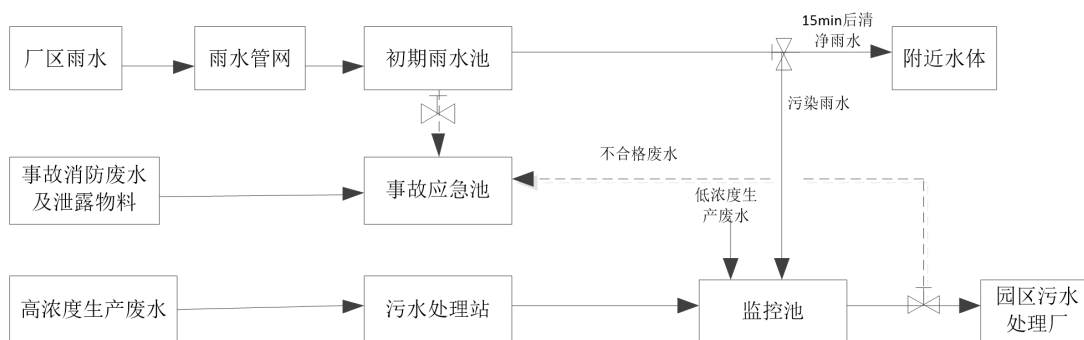 15min后清
净雨水
厂区雨水
雨水管网
初期雨水池
附近水体
污染雨水
不合格废水
事故消防废水
及泄露物料
事故应急池
低浓度生
产废水
高浓度生产废水
污水处理站
监控池
园区污水
处理厂